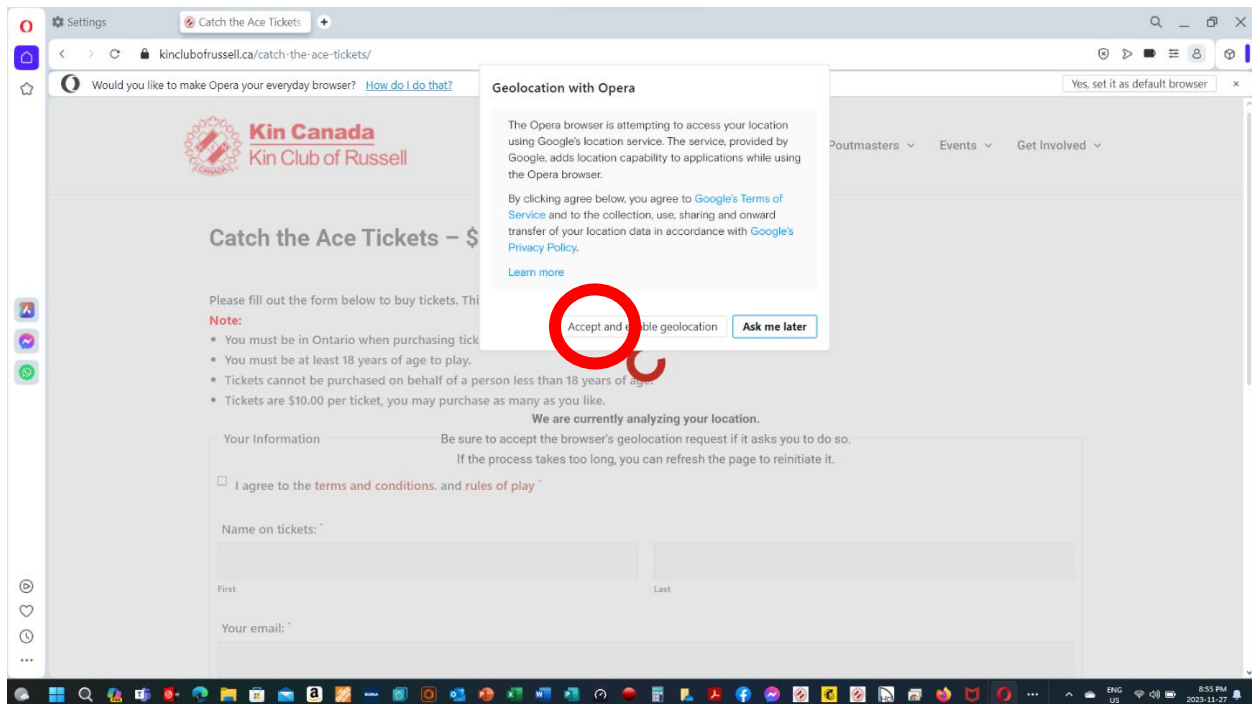 Settings
Catch the Ace Tickets
kinclubofrussell.ca/catch-the-ace-tickets/
Would you like to make Opera your everyday browser? How do I do that?
Yes, set it as default browser
Kin Canada
Kin Club of Russell
CANADA
Poutmasters
Events
Get Involved
Geolocation with Opera
The Opera browser is attempting to access your location
using Google's location service. The service, provided by
Google, adds location capability to applications while using
the Opera browser.
By clicking agree below, you agree to Google's Terms of
Service and to the collection, use, sharing and onward
transfer of your location data in accordance with Google's
Privacy Policy.
Learn more
Accept and enable geolocation
Ask me later
Catch the Ace Tickets – $
Please fill out the form below to buy tickets. Thi
Note:
• You must be in Ontario when purchasing tick
• You must be at least 18 years of age to play.
• Tickets cannot be purchased on behalf of a person less than 18 years of age.
• Tickets are $10.00 per ticket, you may purchase as many as you like.
We are currently analyzing your location.
Your Information
Be sure to accept the browser's geolocation request if it asks you to do so.
If the process takes too long, you can refresh the page to reinitiate it.
I agree to the terms and conditions. and rules of play *
Name on tickets: *
First
Last
Your email: *
ENG
US
8:55 PM
2023-11-27